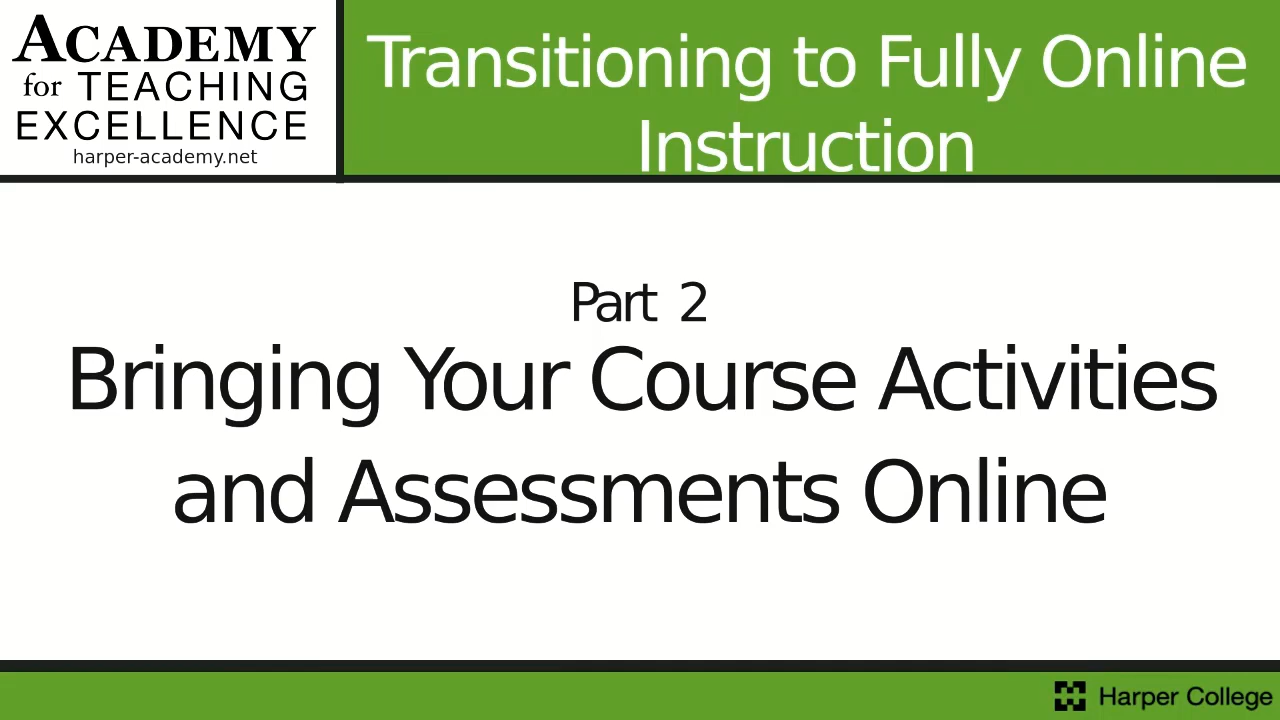 ACADEMY
for TEACHING
EXCELLENCE
harper-academy.net
Transitioning to Fully Online
Instruction
Part 2
Bringing Your Course Activities
and Assessments Online
Harper College